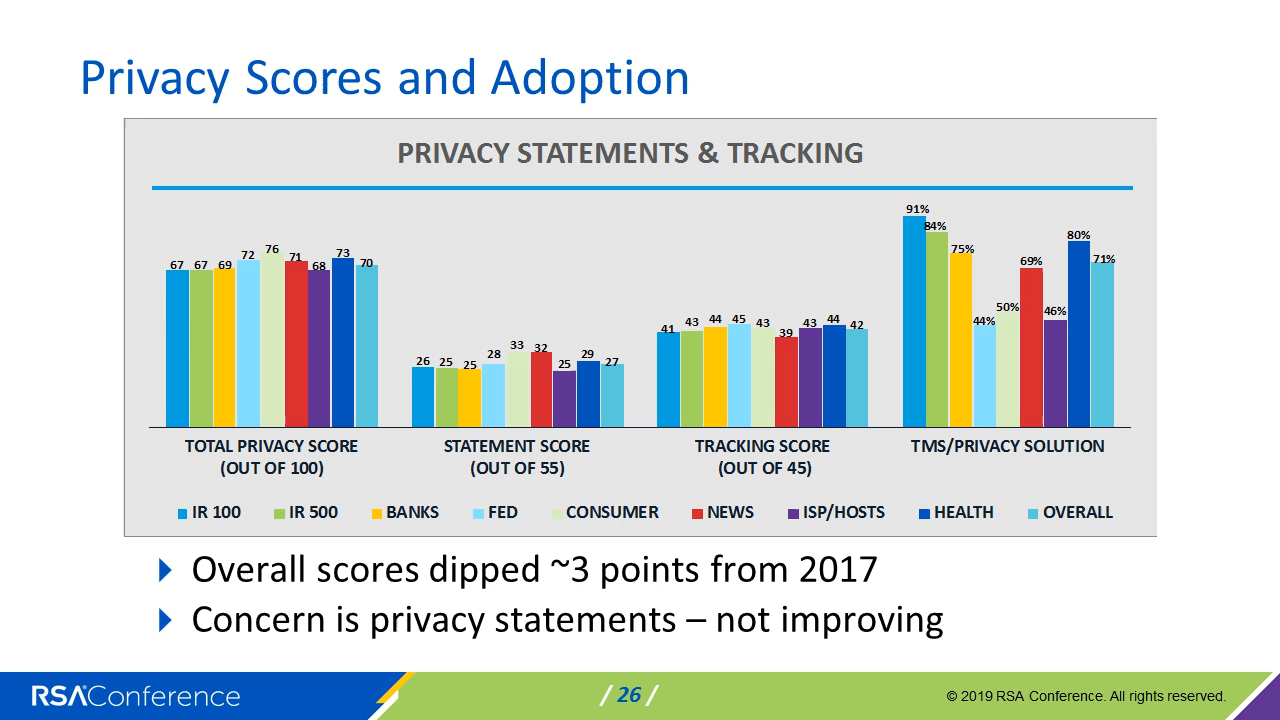 Privacy Scores and Adoption
PRIVACY STATEMENTS & TRACKING
67 67 69 72 76 71 68 73 70
26 25 25 28 33 32 25 29 27
41 43 44 45 43 39 43 44 42
91% 84% 75% 44% 50% 69% 46% 80% 71%
TOTAL PRIVACY SCORE
(OUT OF 100)
STATEMENT SCORE
(OUT OF 55)
TRACKING SCORE
(OUT OF 45)
TMS/PRIVACY SOLUTION
IR 100 IR 500 BANKS FED CONSUMER NEWS ISP/HOSTS HEALTH OVERALL
Overall scores dipped ~3 points from 2017
Concern is privacy statements – not improving
RSAConference
/ 26 /
© 2019 RSA Conference. All rights reserved.